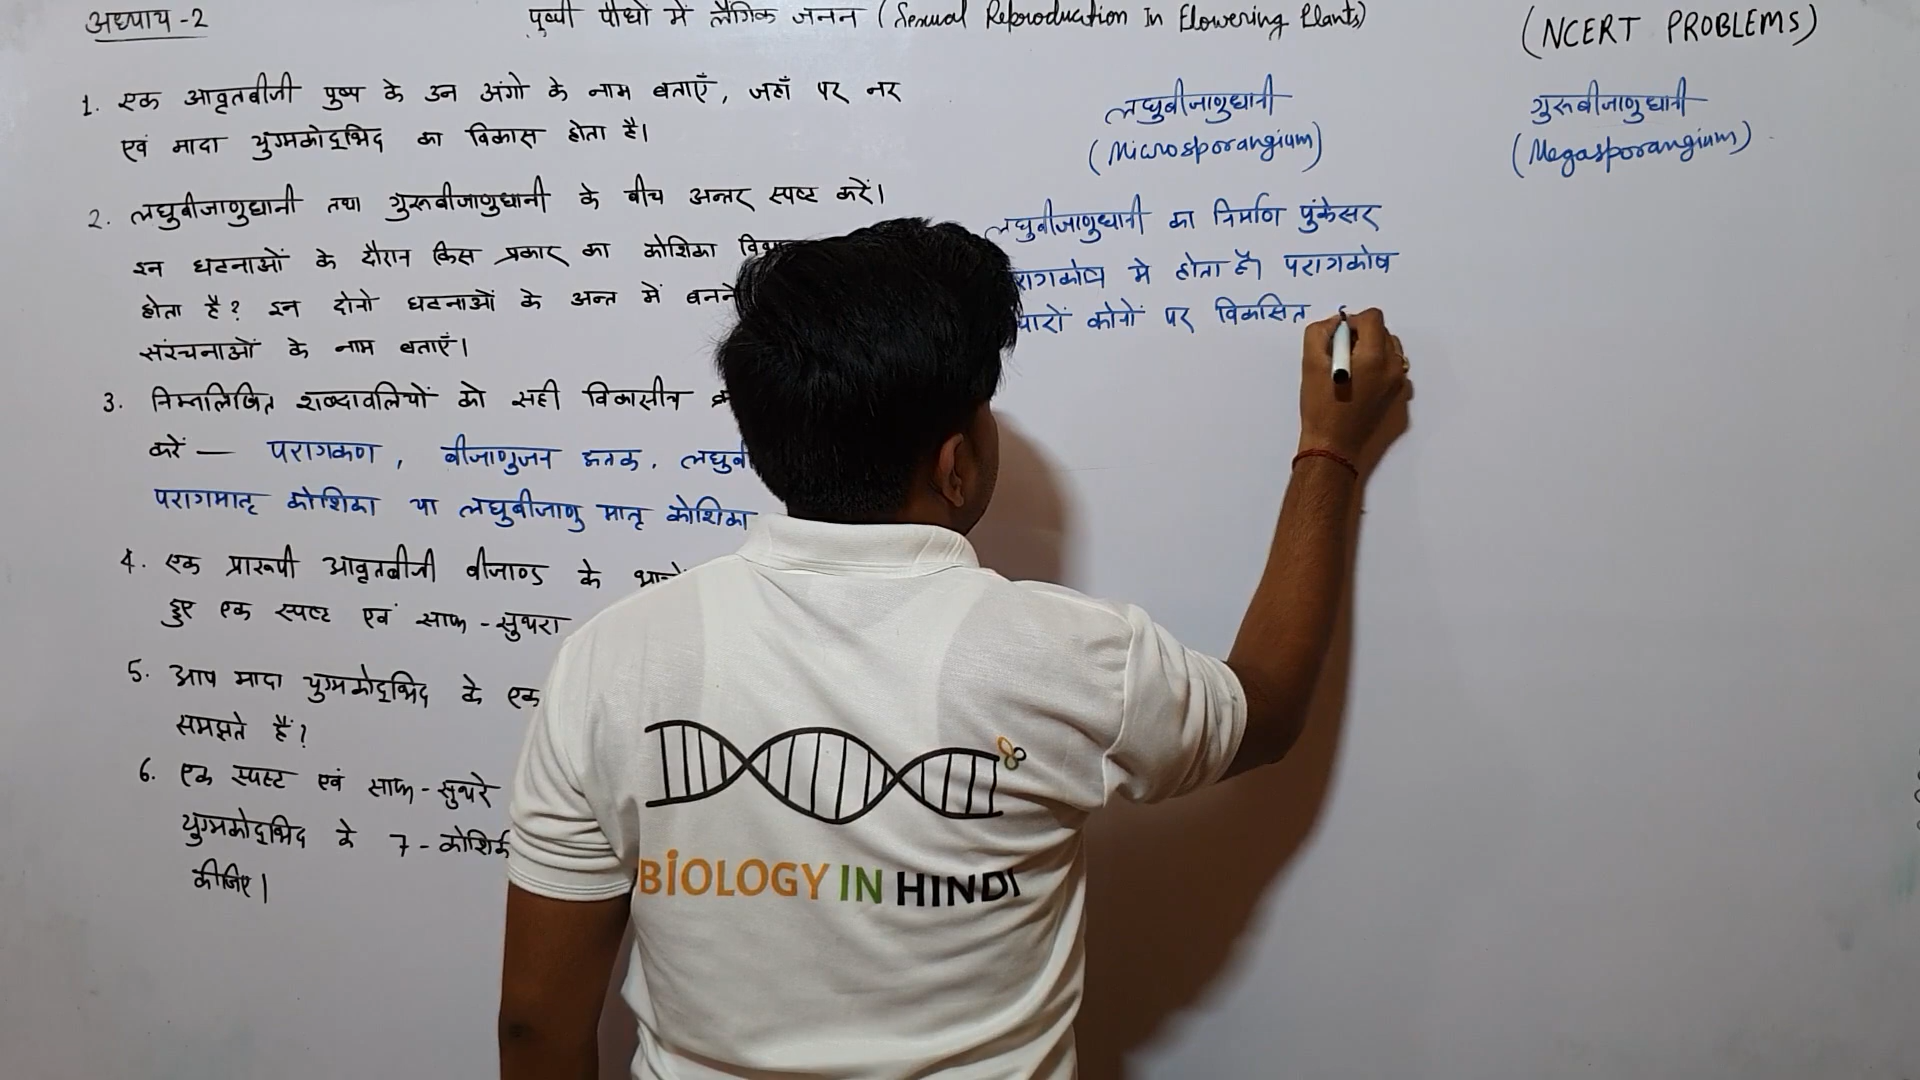 अध्याय -2
पुष्पी पौधों में लैंगिक जनन (Sexual Reproduction In Flowering Plants)
(NCERT PROBLEMS)
1. एक आवृतबीजी पुष्प के उन अंगो के नाम बताएँ, जहाँ पर नर
एवं मादा युग्मकोद्भिद का विकास होता है।
2. लघुबीजाणुधानी तथा गुरुबीजाणुधानी के बीच अन्तर स्पष्ट करें।
इन घटनाओं के दौरान किस प्रकार का कोशिका
होता है? इन दोनो घटनाओं के अन्त में बनने
संरचनाओं के नाम बताएँ।
3. निम्नलिखित शब्दावलियों को सही विकासीय
करें — परागकण, बीजाणुजन ऊतक, लघुबी
परागमातृ कोशिका या लघुबीजाणु मातृ कोशिका
4. एक प्रारूपी आवृतबीजी बीजाण्ड के
हुए एक स्पष्ट एवं साफ-सुथरा
5. आप मादा युग्मकोद्भिद के एक
समझते हैं?
6. एक स्पष्ट एवं साफ-सुथरे
युग्मकोद्भिद के 7-कोशिकी
कीजिए।
लघुबीजाणुधानी
(Microsporangium)
लघुबीजाणुधानी का निर्माण पुंकेसर
रागकोष मे होता है। परागकोष
चारों कोनों पर विकसित
गुरुबीजाणुधानी
(Megasporangium)
BIOLOGY IN HINDI